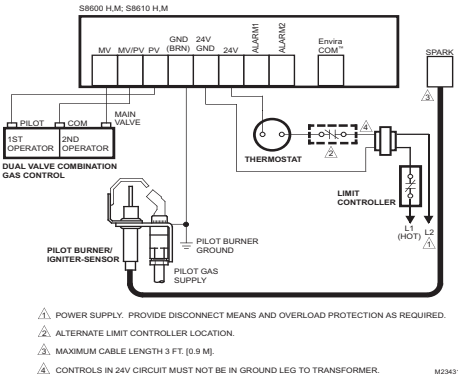 S8600 H,M; S8610 H,M
MV MV/PV PV GND (BRN) 24V GND 24V ALARM1 ALARM2 Envira COM™
SPARK
3
PILOT COM MAIN VALVE
1ST OPERATOR 2ND OPERATOR
DUAL VALVE COMBINATION GAS CONTROL
THERMOSTAT
2
4
LIMIT CONTROLLER
L1 (HOT) L2
1
PILOT BURNER/ IGNITER-SENSOR
PILOT BURNER GROUND
PILOT GAS SUPPLY
1 POWER SUPPLY. PROVIDE DISCONNECT MEANS AND OVERLOAD PROTECTION AS REQUIRED.
2 ALTERNATE LIMIT CONTROLLER LOCATION.
3 MAXIMUM CABLE LENGTH 3 FT. [0.9 M].
4 CONTROLS IN 24V CIRCUIT MUST NOT BE IN GROUND LEG TO TRANSFORMER.